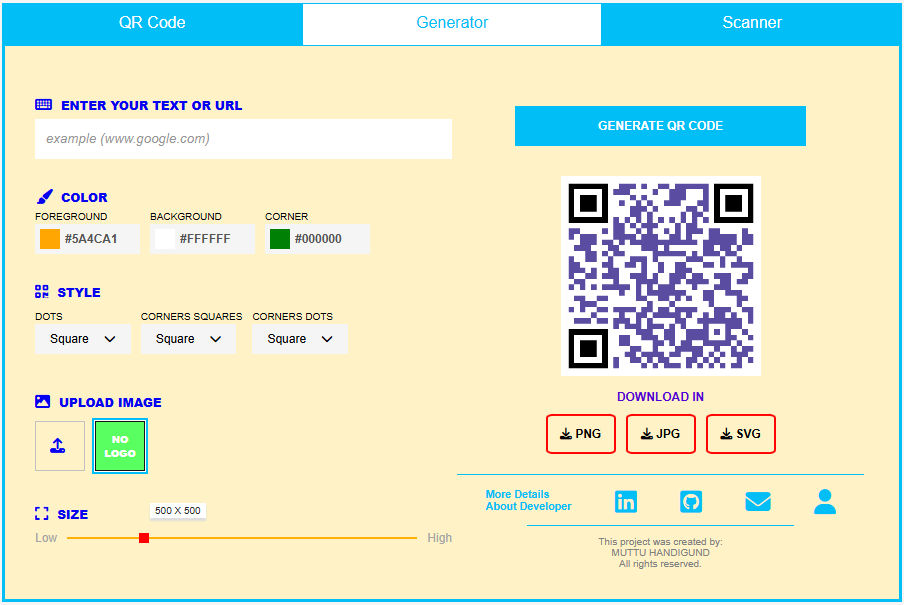 QR Code
Generator
Scanner
ENTER YOUR TEXT OR URL
example (www.google.com)
COLOR
FOREGROUND BACKGROUND CORNER
#5A4CA1 #FFFFFF #000000
STYLE
DOTS CORNERS SQUARES CORNERS DOTS
Square Square Square
UPLOAD IMAGE
NO
LOGO
SIZE
500 X 500
Low High
GENERATE QR CODE
DOWNLOAD IN
PNG JPG SVG
More Details
About Developer
This project was created by:
MUTTU HANDIGUND
All rights reserved.